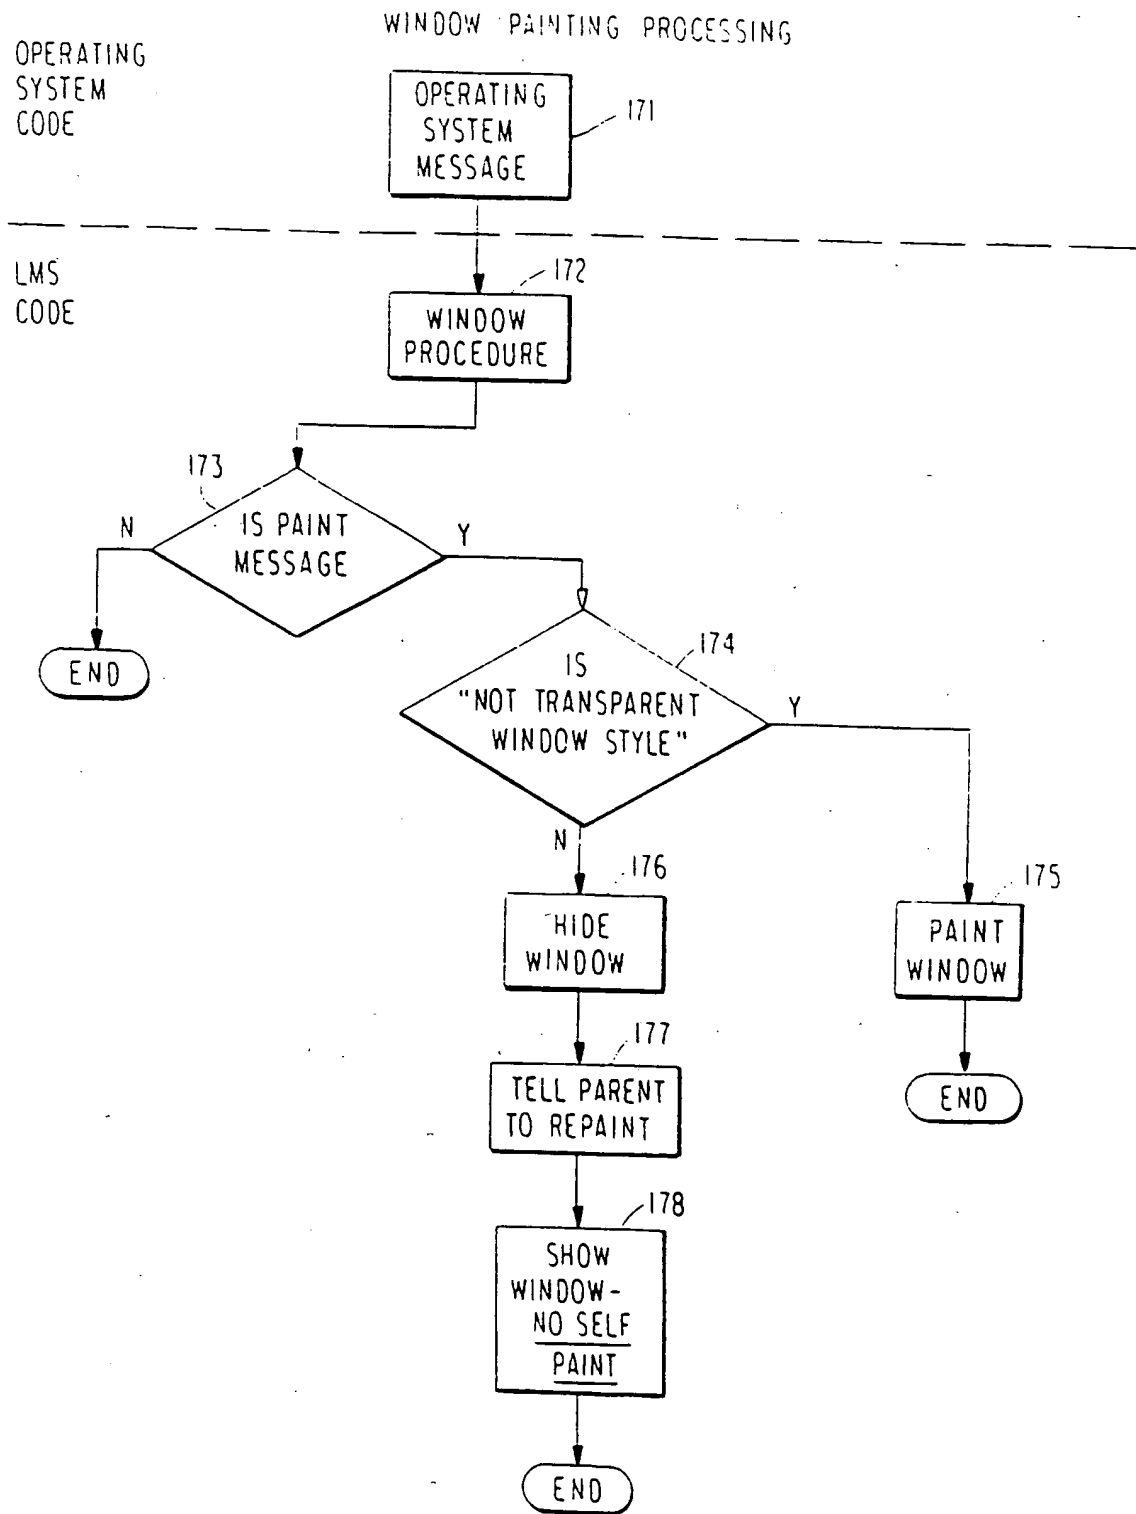 WINDOW PAINTING PROCESSING
OPERATING
SYSTEM
CODE
OPERATING
SYSTEM
MESSAGE
171
LMS
CODE
172
WINDOW
PROCEDURE
173
N
IS PAINT
MESSAGE
Y
END
174
IS
"NOT TRANSPARENT
WINDOW STYLE"
Y
N
176
HIDE
WINDOW
175
PAINT
WINDOW
177
TELL PARENT
TO REPAINT
END
178
SHOW
WINDOW-
NO SELF
PAINT
END